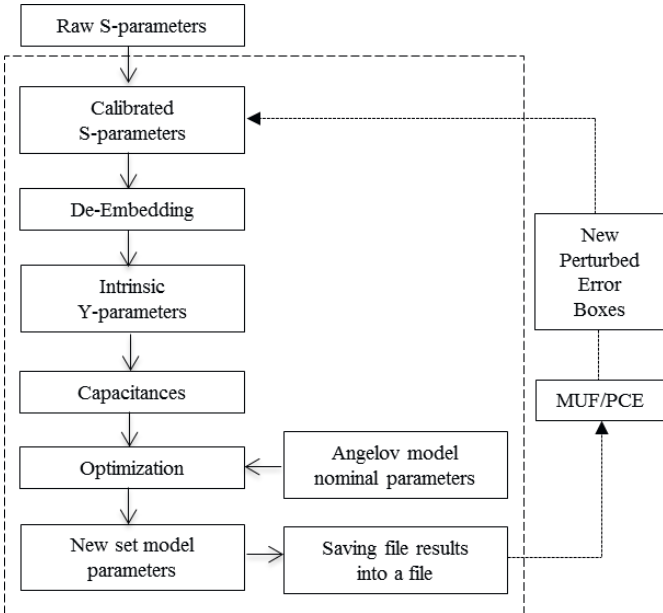 Raw S-parameters
Calibrated
S-parameters
De-Embedding
Intrinsic
Y-parameters
Capacitances
Optimization
Angelov model
nominal parameters
New set model
parameters
Saving file results
into a file
New
Perturbed
Error
Boxes
MUF/PCE